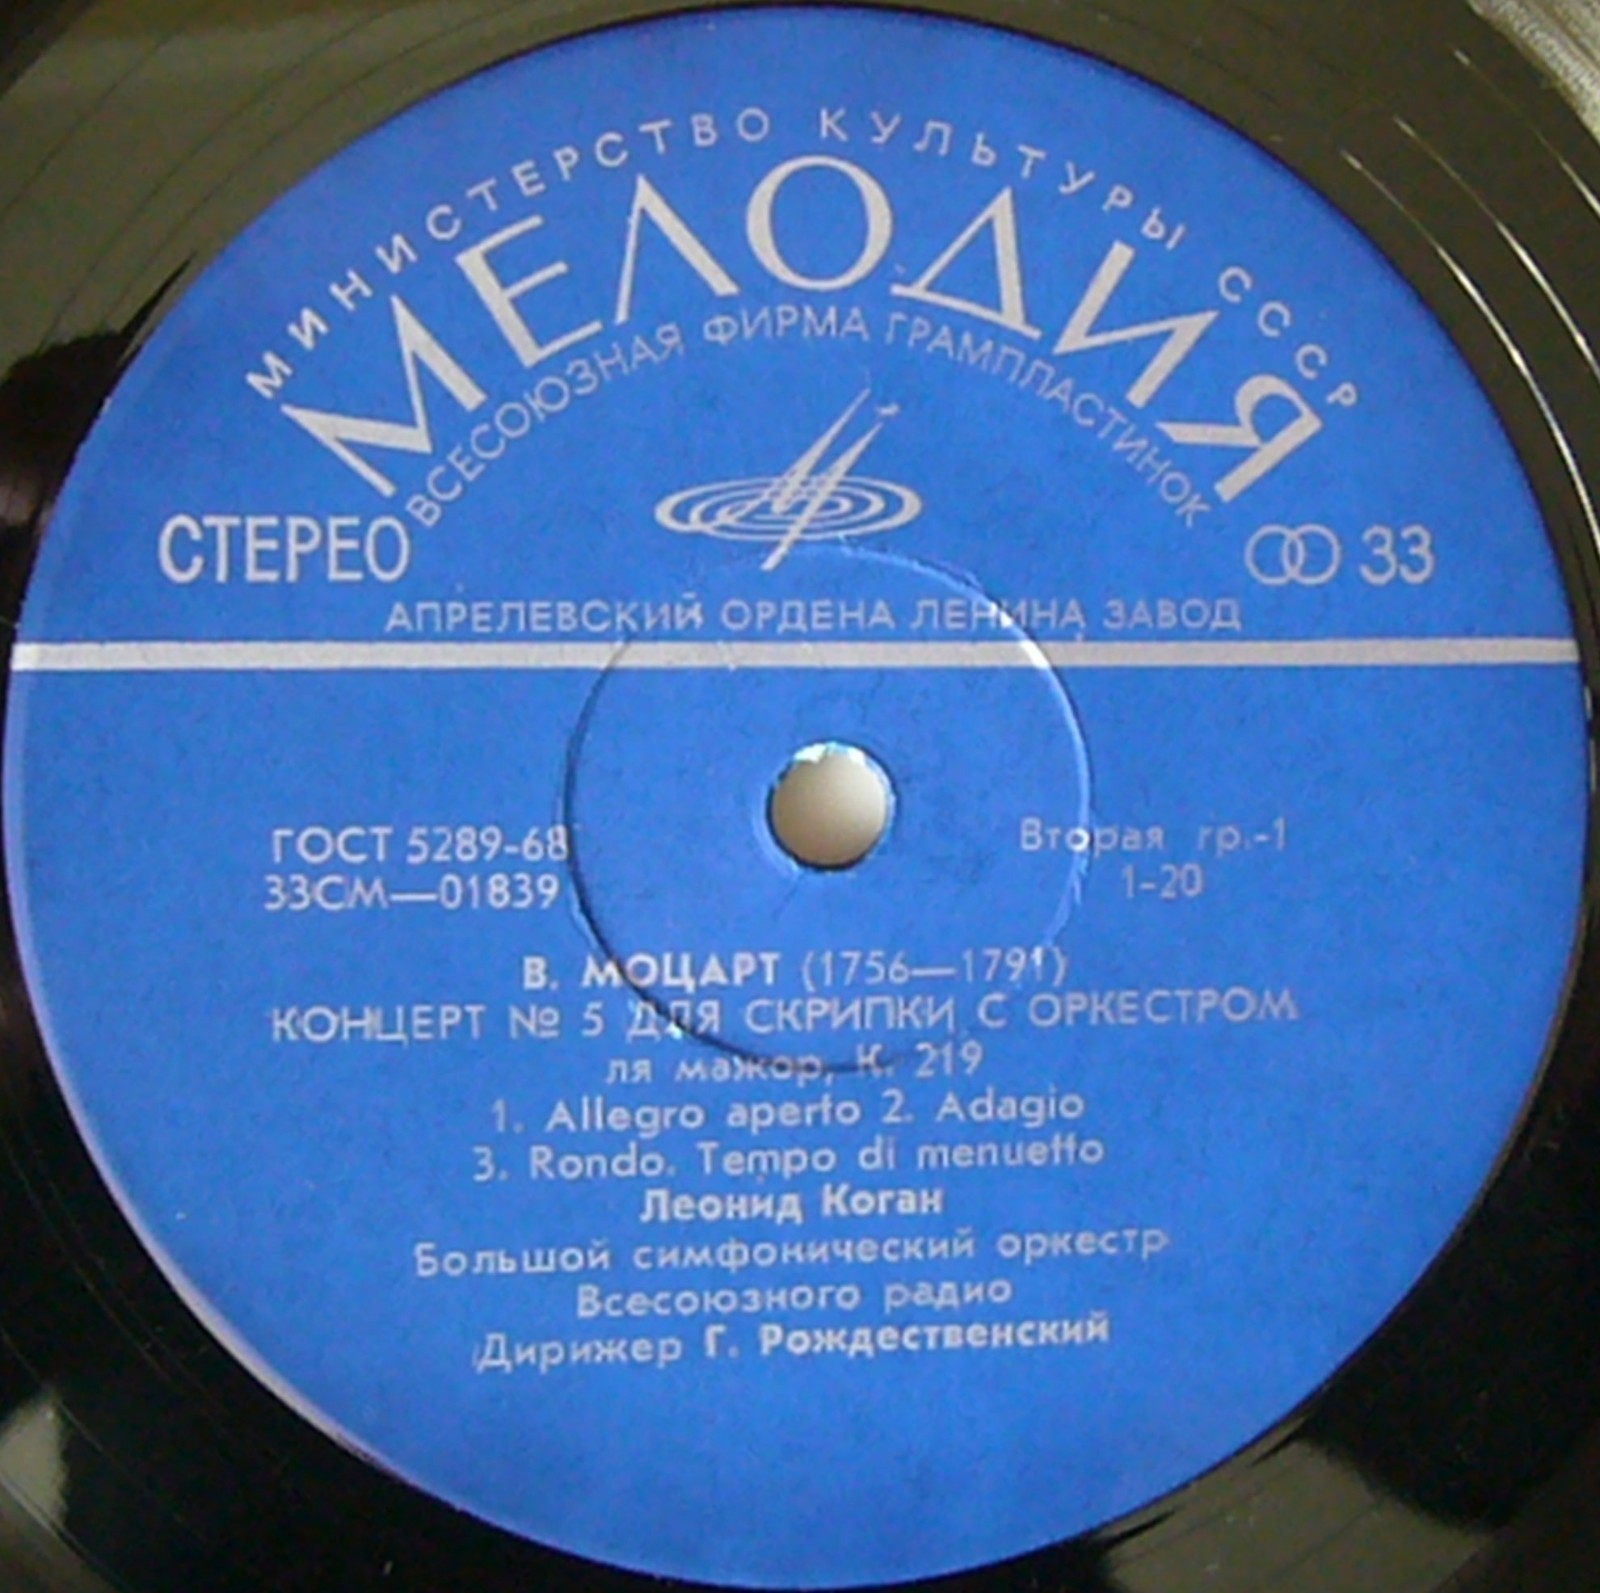 МИНИСТЕРСТВО КУЛЬТУРЫ СССР
МЕЛОДИЯ
ВСЕСОЮЗНАЯ ФИРМА ГРАМПЛАСТИНОК
СТЕРЕО
33
АПРЕЛЕВСКИЙ ОРДЕНА ЛЕНИНА ЗАВОД
ГОСТ 5289-68
Вторая гр.-1
33СМ—01839
1-20
В. МОЦАРТ (1756—1791)
КОНЦЕРТ № 5 ДЛЯ СКРИПКИ С ОРКЕСТРОМ
ля мажор, К. 219
1. Allegro aperto 2. Adagio
3. Rondo. Tempo di menuetto
Леонид Коган
Большой симфонический оркестр
Всесоюзного радио
Дирижер Г. Рождественский